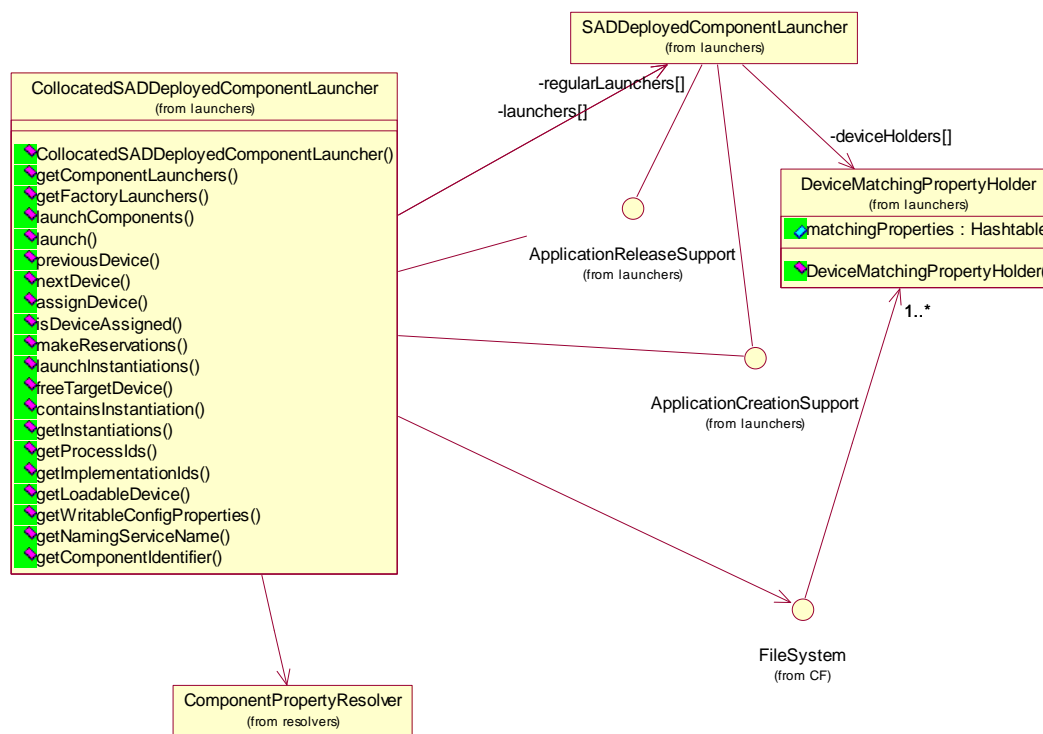 SADDeployedComponentLauncher
(from launchers)
CollocatedSADDeployedComponentLauncher
(from launchers)
CollocatedSADDeployedComponentLauncher()
getComponentLaunchers()
getFactoryLaunchers()
launchComponents()
launch()
previousDevice()
nextDevice()
assignDevice()
isDeviceAssigned()
makeReservations()
launchInstantiations()
freeTargetDevice()
containsInstantiation()
getInstantiations()
getProcessIds()
getImplementationIds()
getLoadableDevice()
getWritableConfigProperties()
getNamingServiceName()
getComponentIdentifier()
-regularLaunchers[]
-launchers[]
-deviceHolders[]
DeviceMatchingPropertyHolder
(from launchers)
matchingProperties : Hashtable
DeviceMatchingPropertyHolder(
1..*
ApplicationReleaseSupport
(from launchers)
ApplicationCreationSupport
(from launchers)
FileSystem
(from CF)
ComponentPropertyResolver
(from resolvers)